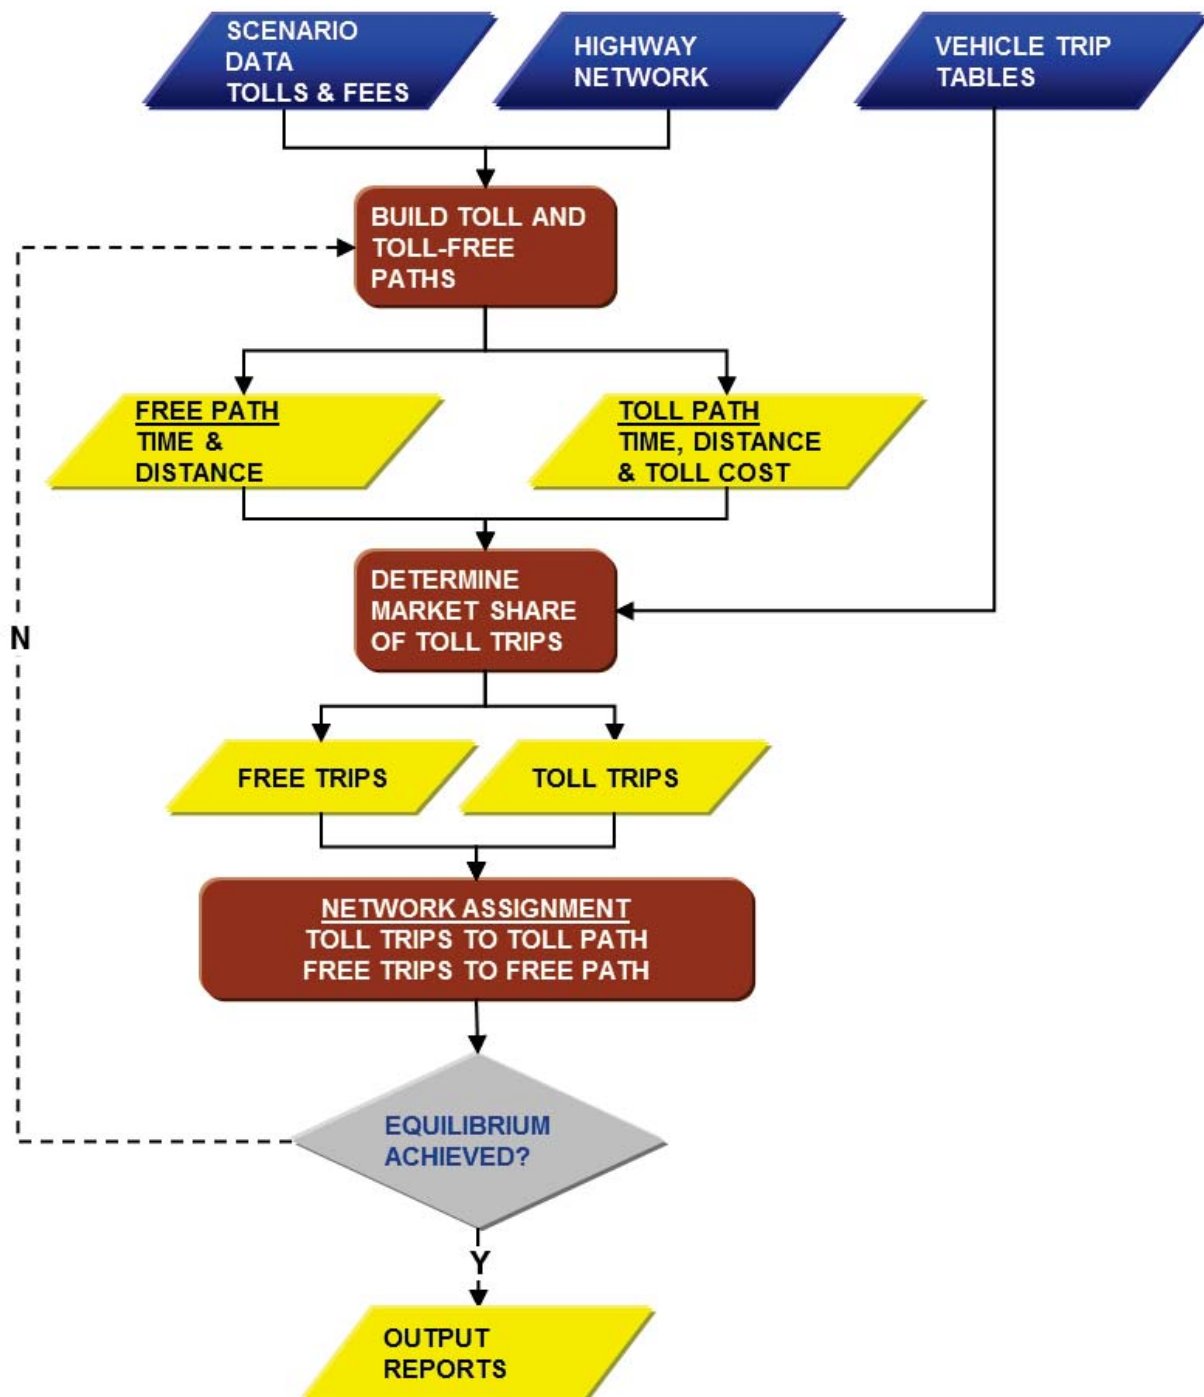 SCENARIO
DATA
TOLLS & FEES
HIGHWAY
NETWORK
VEHICLE TRIP
TABLES
BUILD TOLL AND
TOLL-FREE
PATHS
FREE PATH
TIME &
DISTANCE
TOLL PATH
TIME, DISTANCE
& TOLL COST
DETERMINE
MARKET SHARE
OF TOLL TRIPS
N
FREE TRIPS
TOLL TRIPS
NETWORK ASSIGNMENT
TOLL TRIPS TO TOLL PATH
FREE TRIPS TO FREE PATH
EQUILIBRIUM
ACHIEVED?
Y
OUTPUT
REPORTS